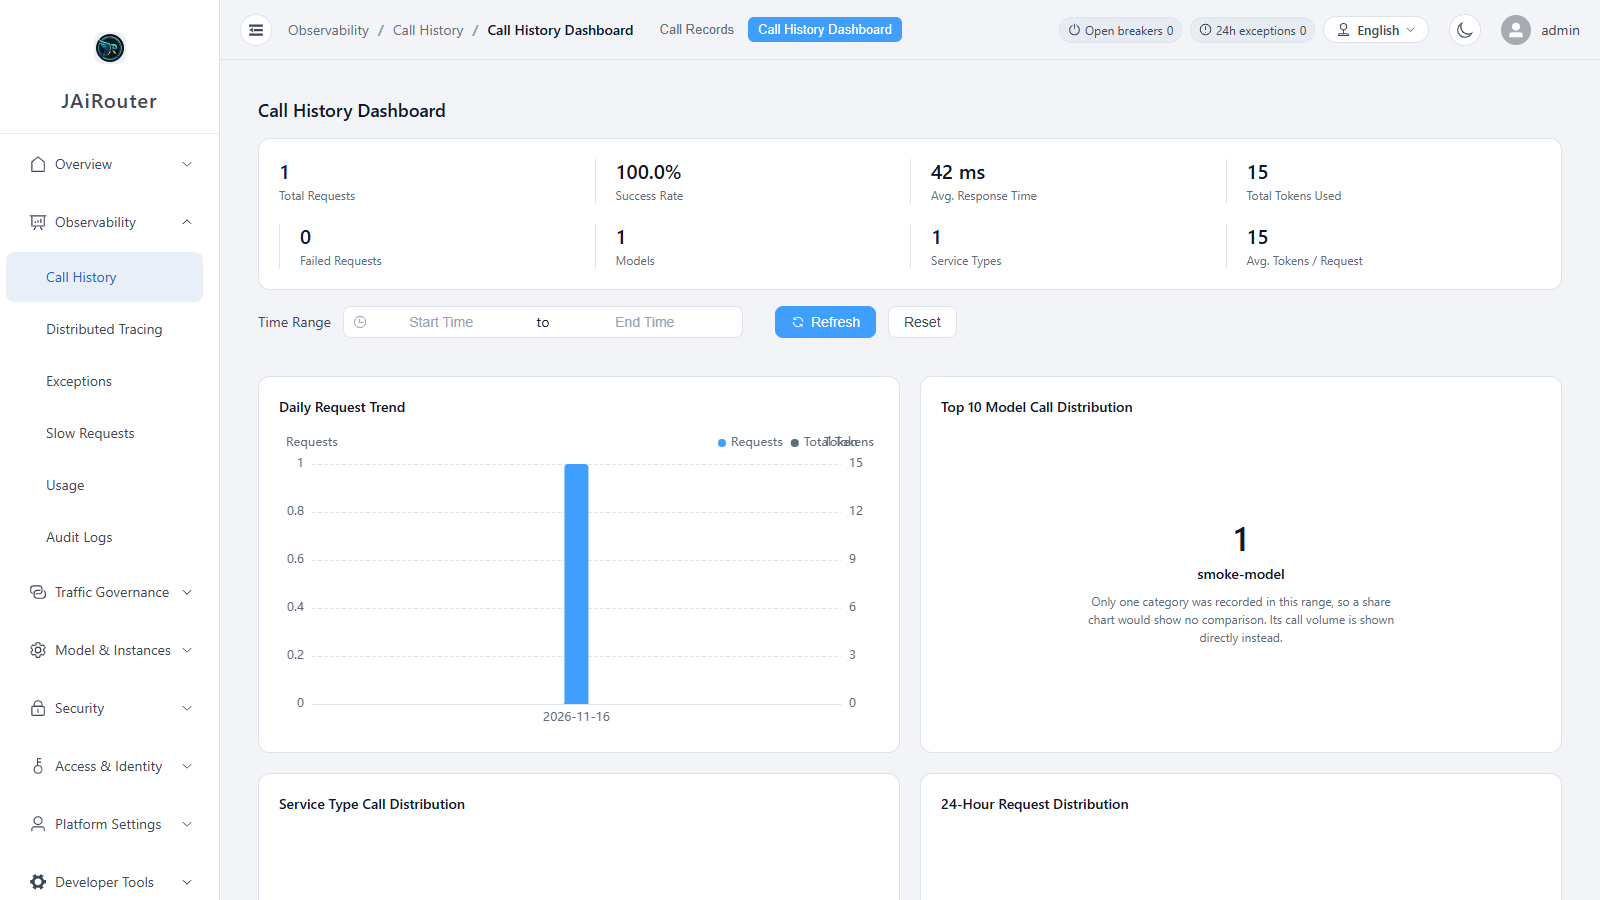 JAiRouter
Overview
Observability
Call History
Distributed Tracing
Exceptions
Slow Requests
Usage
Audit Logs
Traffic Governance
Model & Instances
Security
Access & Identity
Platform Settings
Developer Tools
Observability / Call History / Call History Dashboard
Call Records
Call History Dashboard
Open breakers 0
24h exceptions 0
English
admin
Call History Dashboard
1
Total Requests
100.0%
Success Rate
42 ms
Avg. Response Time
15
Total Tokens Used
0
Failed Requests
1
Models
1
Service Types
15
Avg. Tokens / Request
Time Range
Start Time
to
End Time
Refresh
Reset
Daily Request Trend
Requests
Requests
Total Tokens
Token
1
0.8
0.6
0.4
0.2
0
15
12
9
6
3
0
2026-11-16
Top 10 Model Call Distribution
1
smoke-model
Only one category was recorded in this range, so a share
chart would show no comparison. Its call volume is shown
directly instead.
Service Type Call Distribution
24-Hour Request Distribution